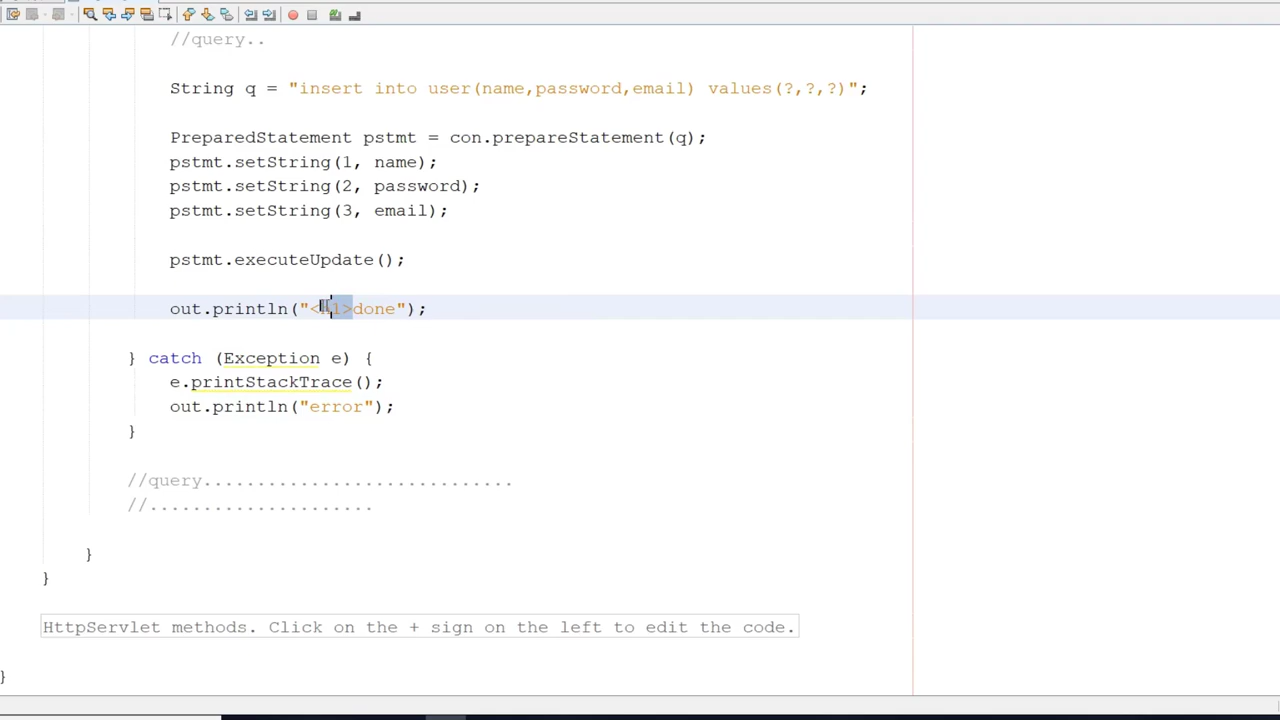 //query..
String q = "insert into user(name,password,email) values(?,?,?)";
PreparedStatement pstmt = con.prepareStatement(q);
pstmt.setString(1, name);
pstmt.setString(2, password);
pstmt.setString(3, email);
pstmt.executeUpdate();
out.println("<h1>done");
} catch (Exception e) {
e.printStackTrace();
out.println("error");
}
//query.............................
//.....................
}
}
HttpServlet methods. Click on the + sign on the left to edit the code.
}